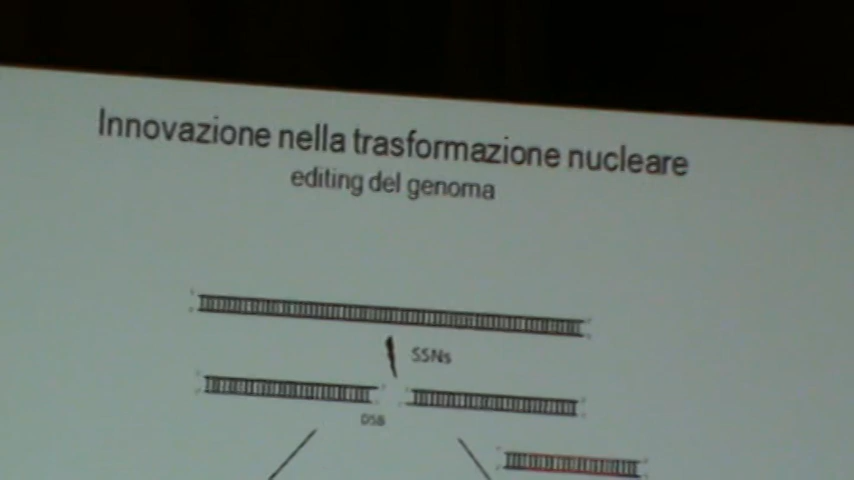 Innovazione nella trasformazione nucleare
editing del genoma
SSNs
DSB